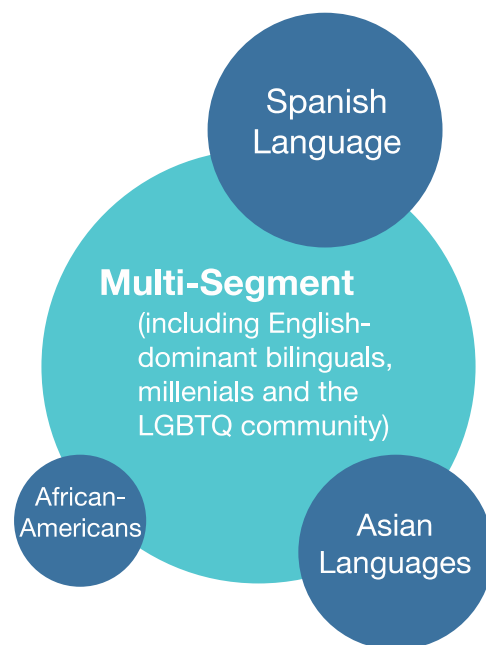 Spanish
Language
Multi-Segment
(including English-
dominant bilinguals,
millenials and the
LGBTQ community)
African-
Americans
Asian
Languages